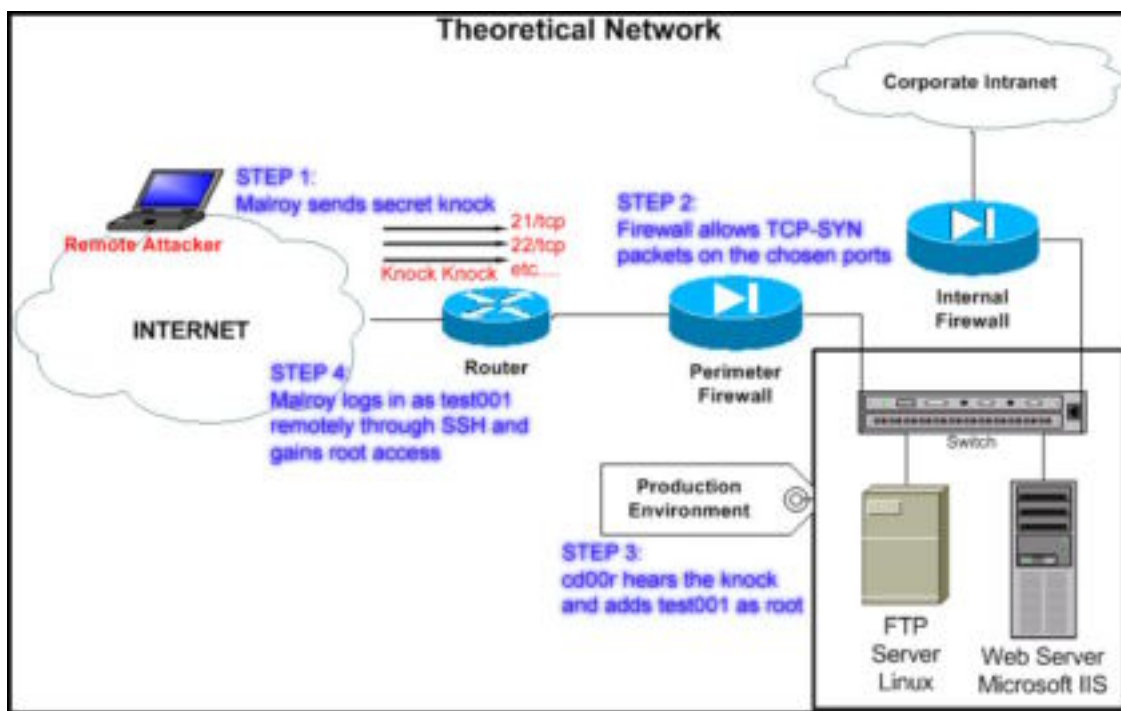 Theoretical Network
Corporate Intranet
STEP 1:
Malroy sends secret knock
Remote Attacker
21/tcp
22/tcp
Knock Knock etc....
STEP 2:
Firewall allows TCP-SYN
packets on the chosen ports
Internal
Firewall
INTERNET
Router
Perimeter
Firewall
STEP 4:
Malroy logs in as test001
remotely through SSH and
gains root access
Switch
Production
Environment
STEP 3:
cd00r hears the knock
and adds test001 as root
FTP
Server
Linux
Web Server
Microsoft IIS